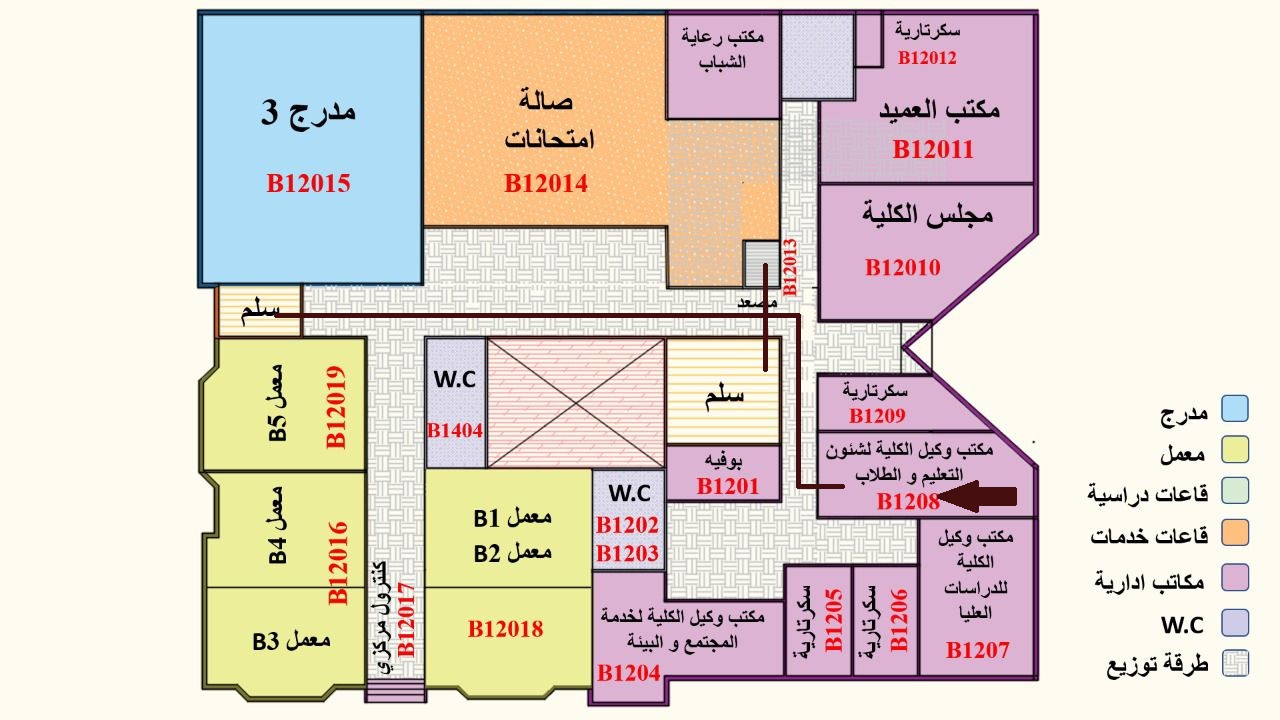 مدرج 3
B12015
صالة
امتحانات
B12014
مكتب رعاية
الشباب
سكرتارية
B12012
مكتب العميد
B12011
مجلس الكلية
B12010
B12013
مصعد
سلم
معمل B5
B12019
W.C
B1404
سلم
سكرتارية
B1209
مكتب وكيل الكلية لشئون
التعليم و الطلاب
B1208
بوفيه
B1201
W.C
B1202
B1203
معمل B1
معمل B2
معمل B4
B12016
معمل B3
كنترول مركزي
B12017
B12018
مكتب وكيل الكلية لخدمة
المجتمع و البيئة
B1204
سكرتارية
B1205
سكرتارية
B1206
مكتب وكيل
الكلية
للدراسات
العليا
B1207
مدرج
معمل
قاعات دراسية
قاعات خدمات
مكاتب ادارية
W.C
طرقة توزيع